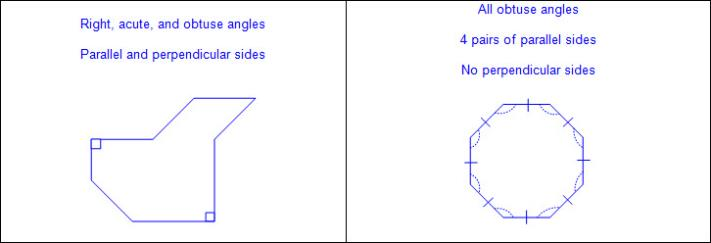 Right, acute, and obtuse angles
Parallel and perpendicular sides
All obtuse angles
4 pairs of parallel sides
No perpendicular sides